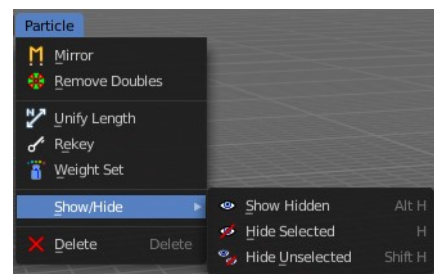 Particle
Mirror
Remove Doubles
Unify Length
Rekey
Weight Set
Show/Hide
Show Hidden Alt H
Hide Selected H
Hide Unselected Shift H
Delete Delete